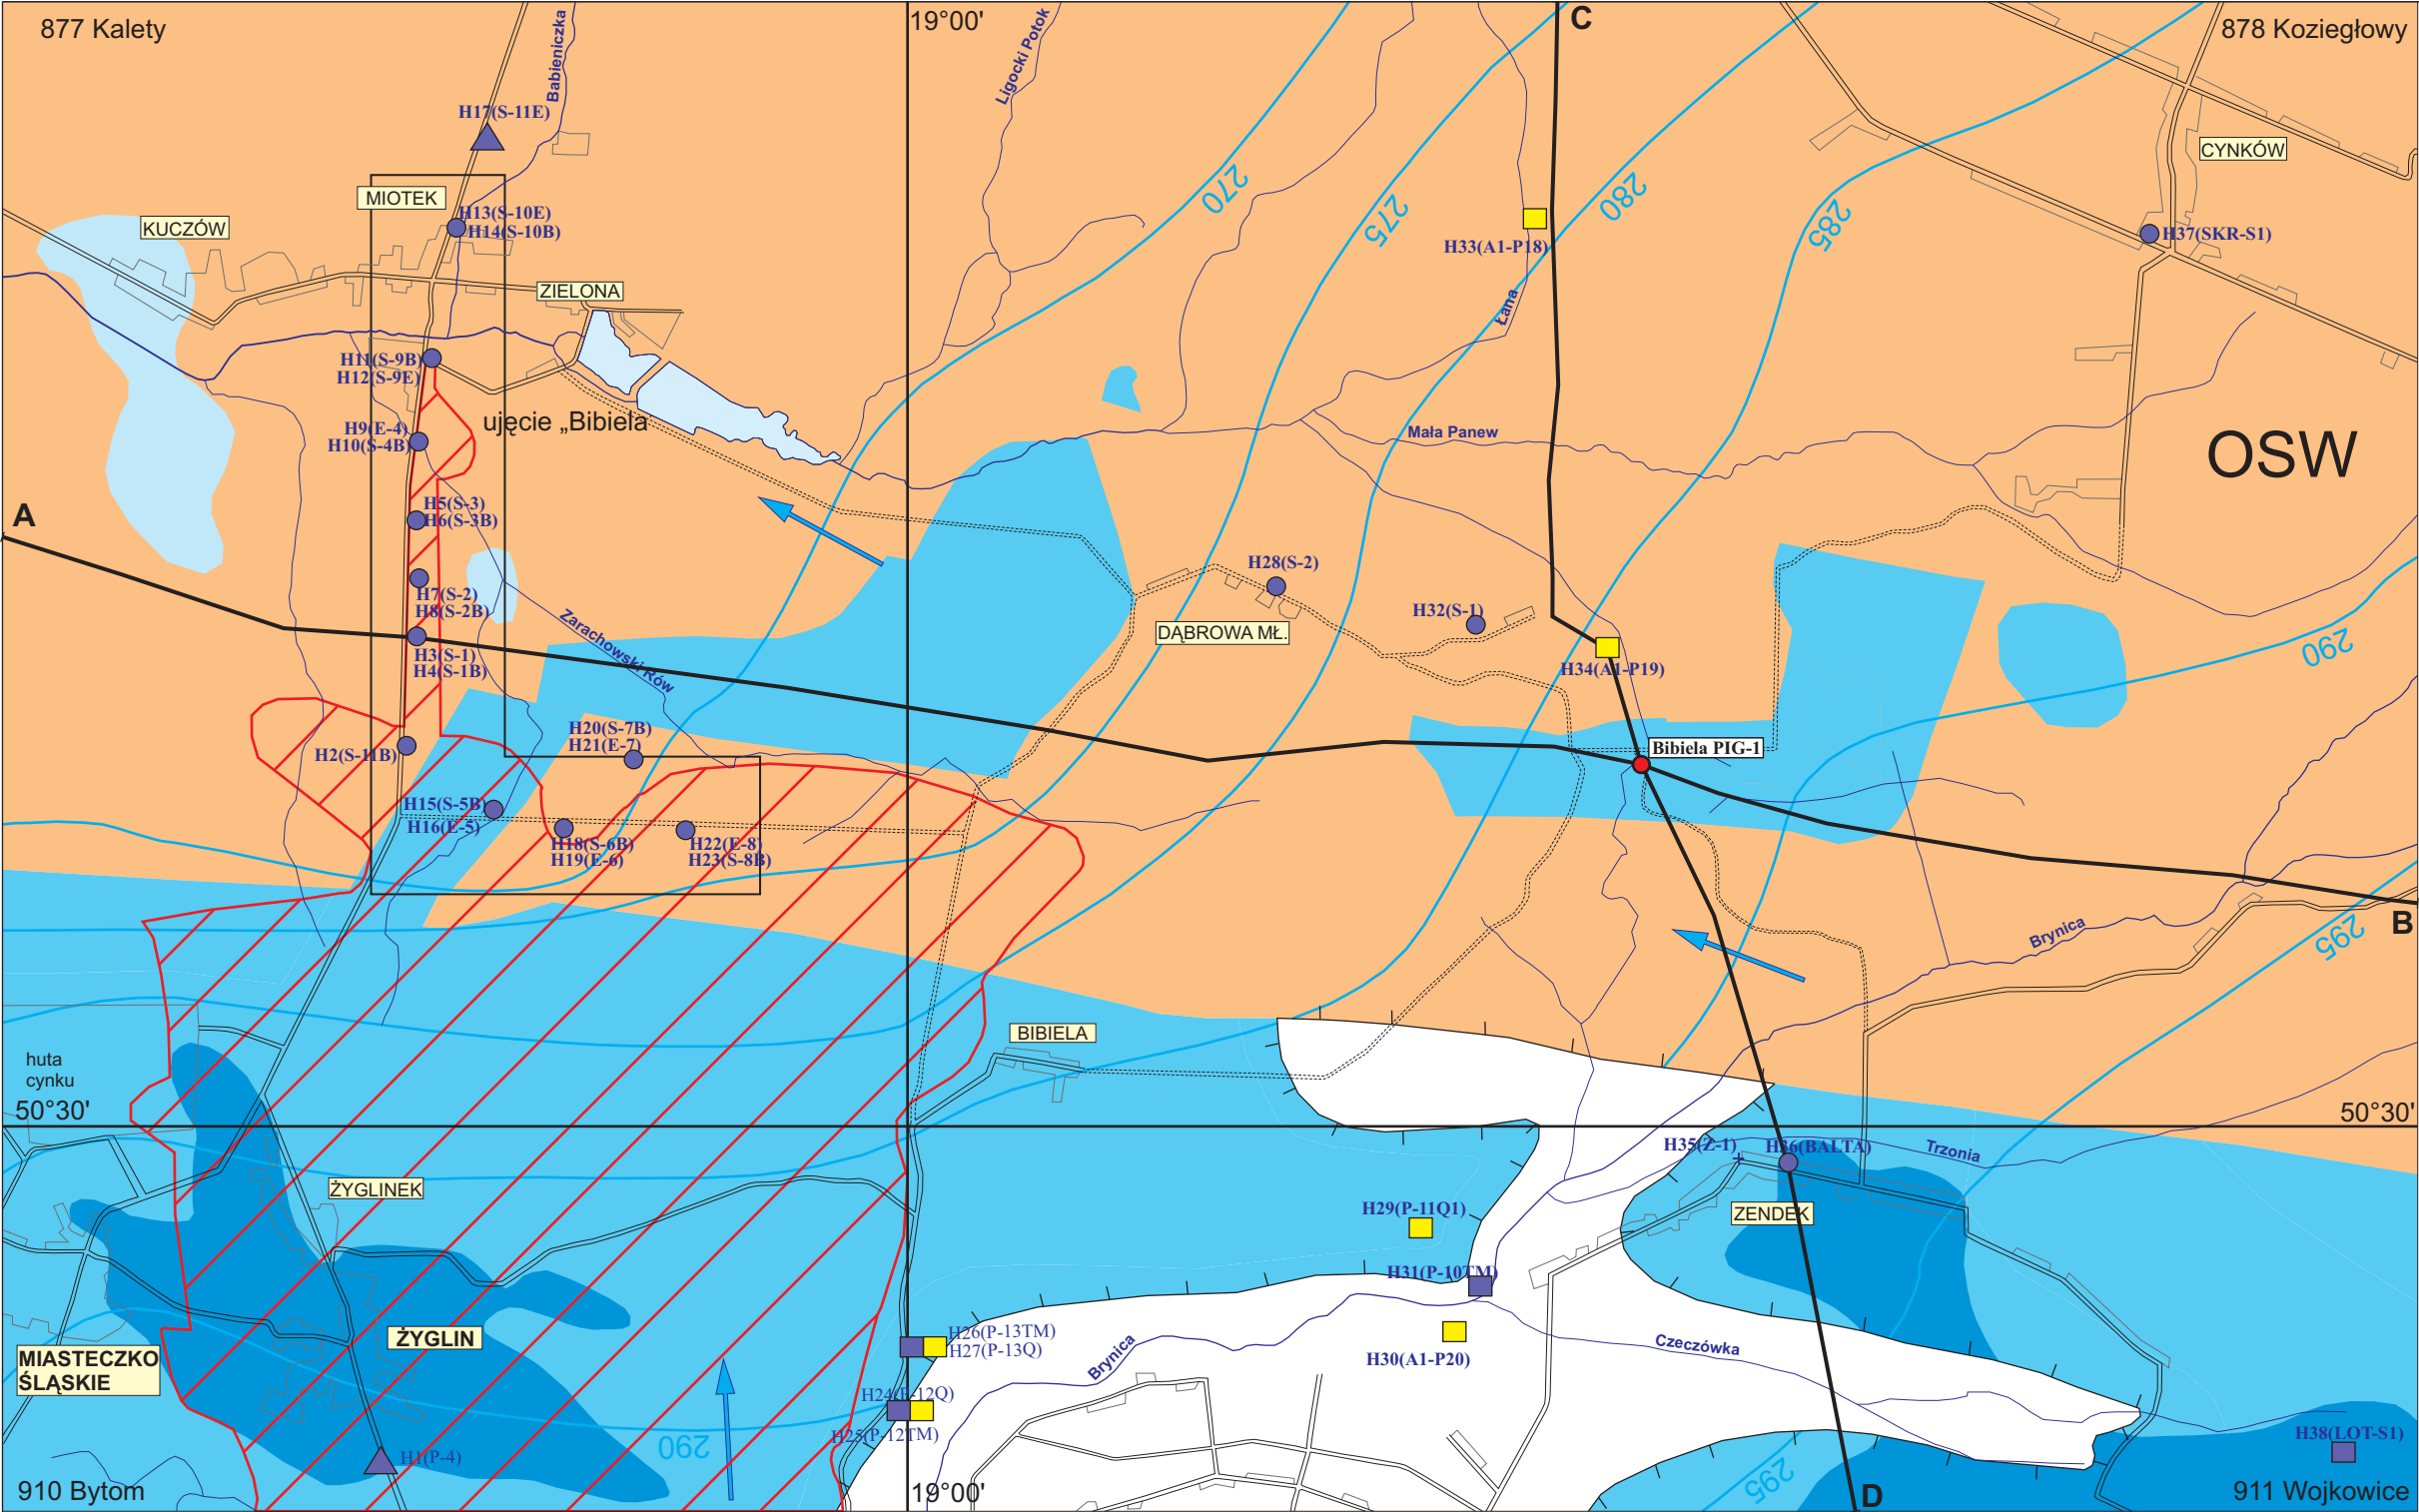 877 Kalety
19°00'
C
878 Koziegłowy
Babieniczka
Ligocki Potok
H17(S-11E)
CYNKÓW
MIOTEK
270
275
280
285
KUCZÓW
H13(S-10E)
H14(S-10B)
H33(A1-P18)
H37(SKR-S1)
ZIELONA
Łana
H11(S-9B)
H12(S-9E)
ujęcie „Bibiela
H9(E-4)
H10(S-4B)
Mała Panew
OSW
A
H5(S-3)
H6(S-3B)
H28(S-2)
H7(S-2)
H8(S-2B)
H32(S-1)
Zarachowski Rów
DĄBROWA MŁ.
290
H3(S-1)
H4(S-1B)
H34(A1-P19)
H20(S-7B)
H21(E-7)
H2(S-11B)
Bibiela PIG-1
H15(S-5B)
H16(E-5)
H18(S-6B)
H19(E-6)
H22(E-8)
H23(S-8B)
B
Brynica
295
BIBIELA
huta
cynku
50°30'
50°30'
H35(Z-1)
H36(BALTA)
Trzonia
ŻYGLINEK
H29(P-11Q1)
ZENDEK
H31(P-10TM)
ŻYGLIN
H26(P-13TM)
H27(P-13Q)
Brynica
H30(A1-P20)
Czeczówka
MIASTECZKO
ŚLĄSKIE
H24(P-12Q)
H25(P-12TM)
290
H1(P-4)
H38(LOT-S1)
295
910 Bytom
19°00'
D
911 Wojkowice